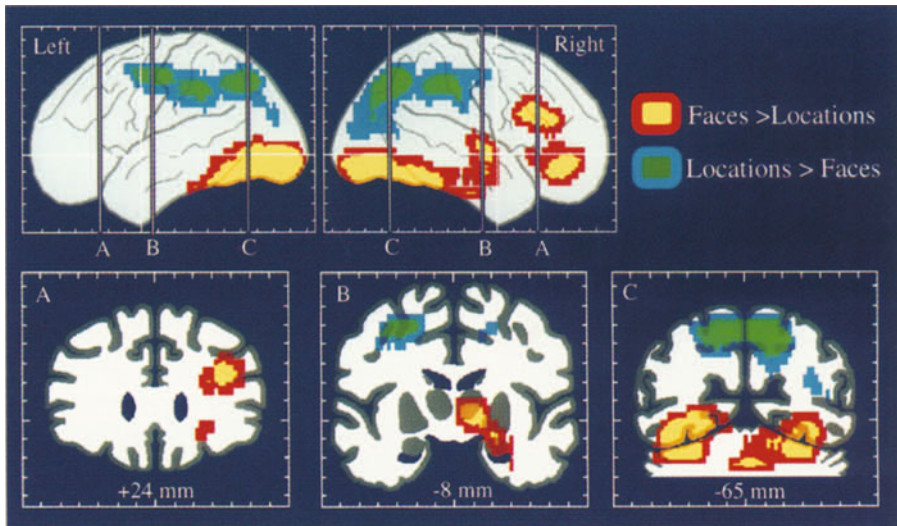 Left
Right
Faces >Locations
Locations > Faces
A B C
C B A
A
+24 mm
B
-8 mm
C
-65 mm